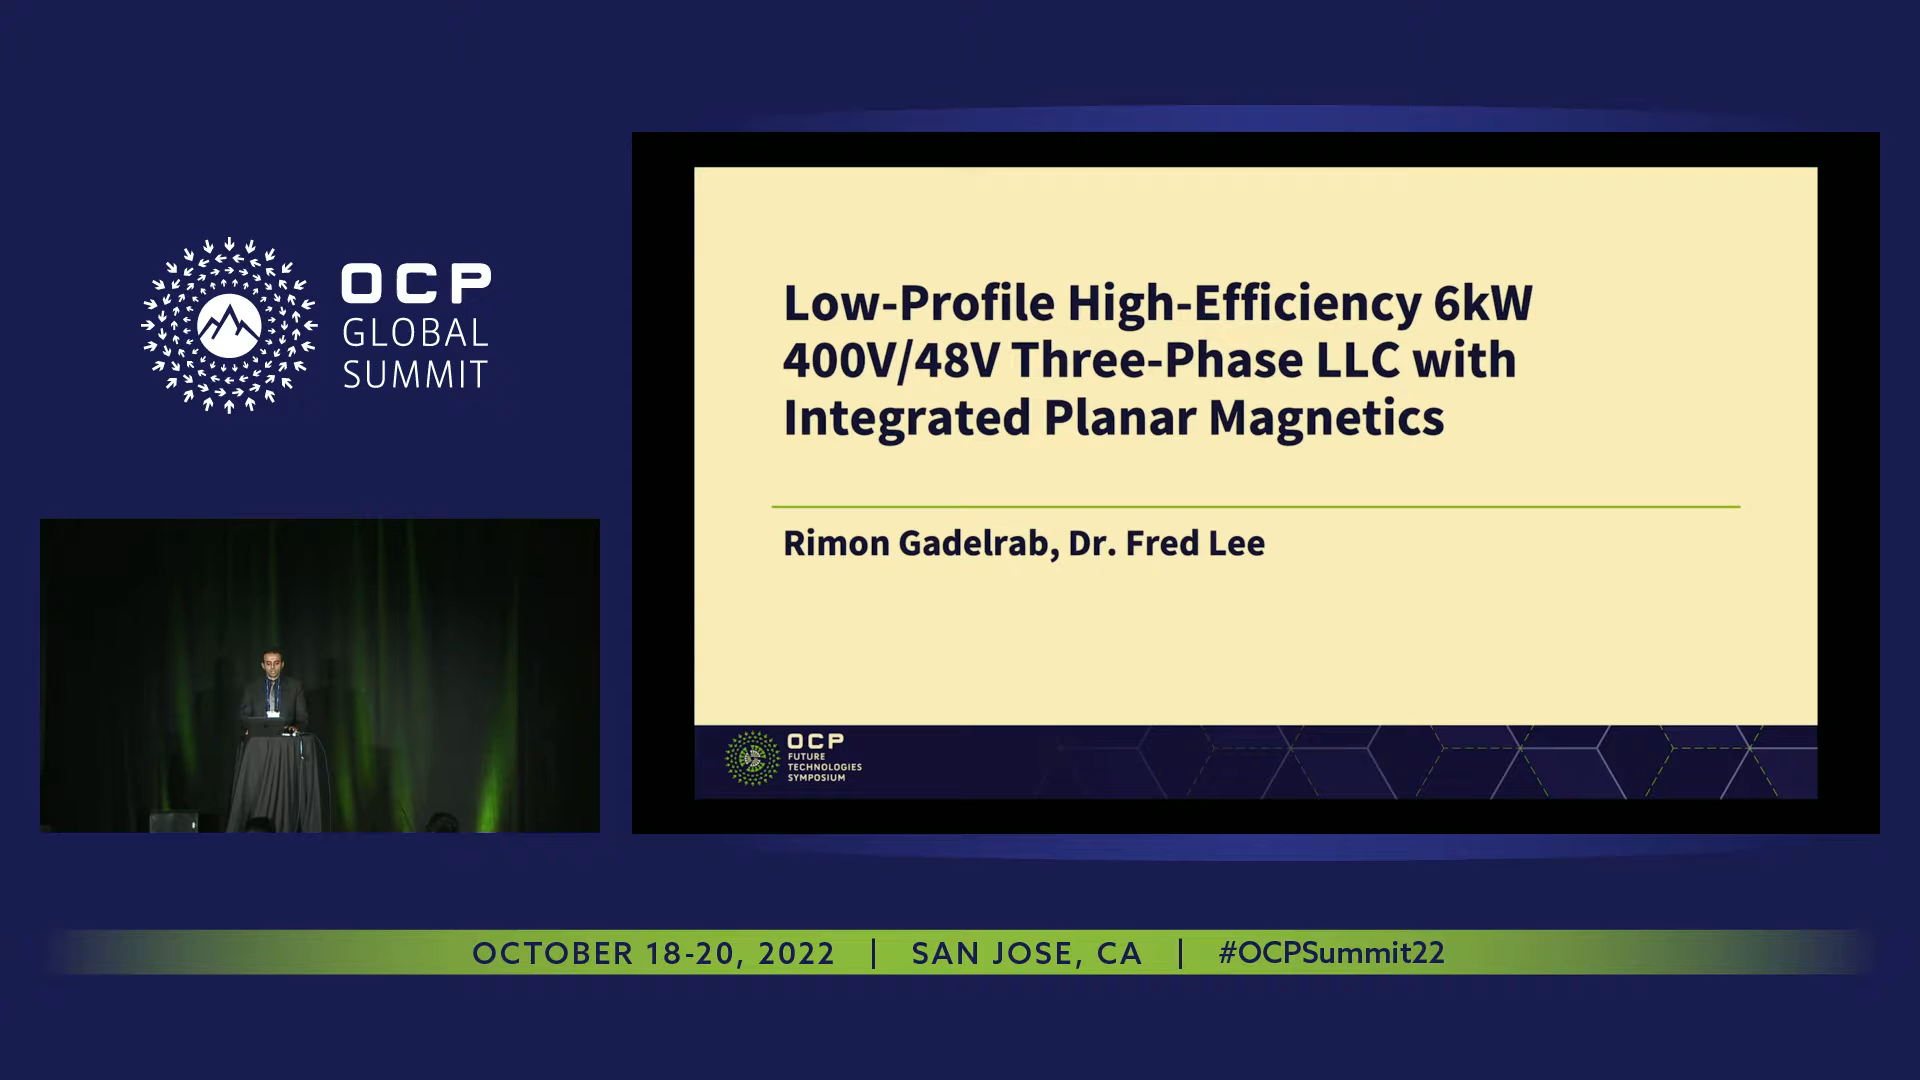 OCP
GLOBAL
SUMMIT
Low-Profile High-Efficiency 6kW
400V/48V Three-Phase LLC with
Integrated Planar Magnetics
Rimon Gadelrab, Dr. Fred Lee
OCP
FUTURE
TECHNOLOGIES
SYMPOSIUM
OCTOBER 18-20, 2022 | SAN JOSE, CA | #OCPSummit22